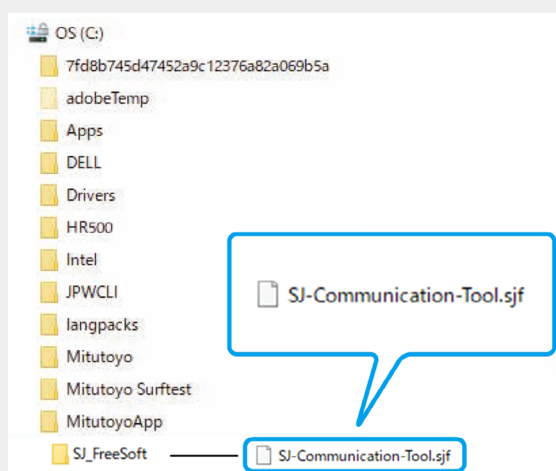 OS (C:)
7fd8b745d47452a9c12376a82a069b5a
adobeTemp
Apps
DELL
Drivers
HR500
Intel
JPWCLI
langpacks
Mitutoyo
Mitutoyo Surftest
MitutoyoApp
SJ_FreeSoft
SJ-Communication-Tool.sjf
SJ-Communication-Tool.sjf